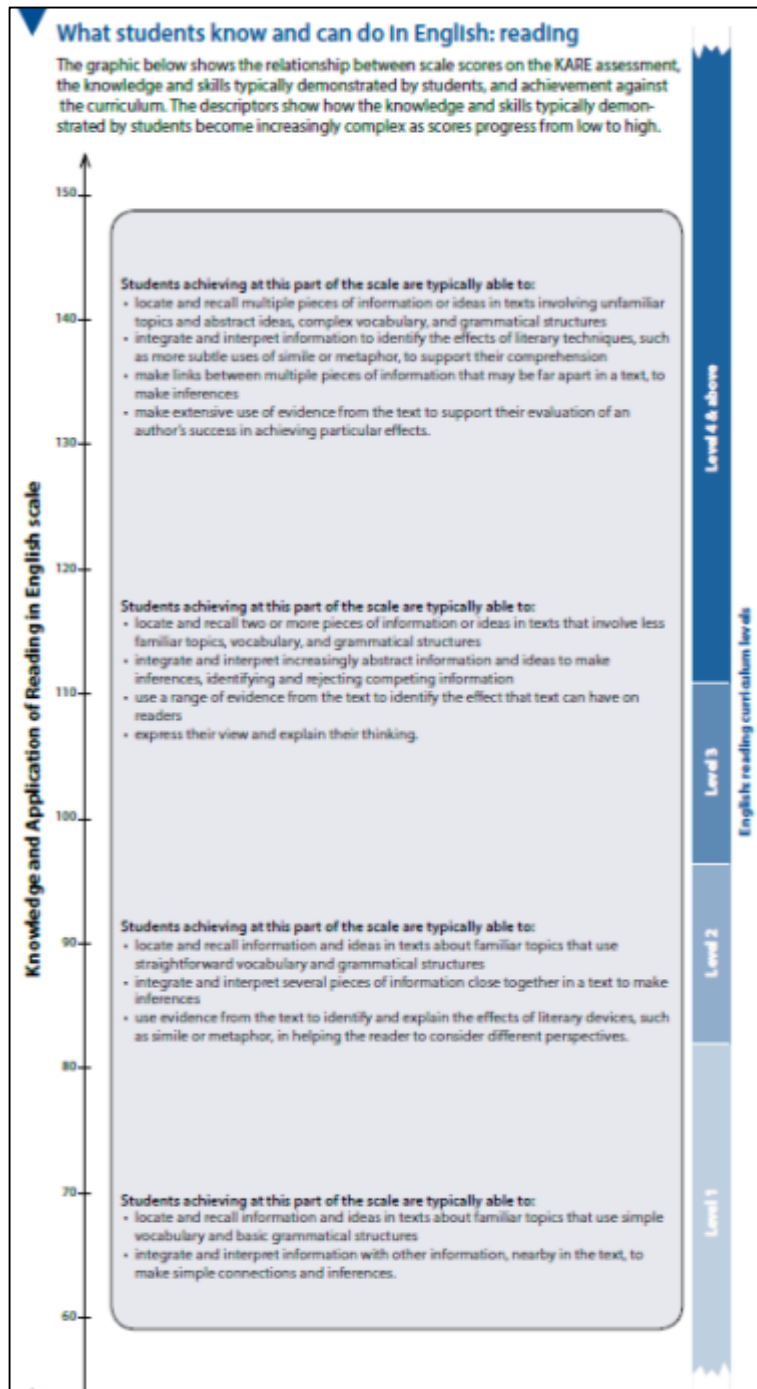 What students know and can do in English: reading
The graphic below shows the relationship between scale scores on the KARE assessment,
the knowledge and skills typically demonstrated by students, and achievement against
the curriculum. The descriptors show how the knowledge and skills typically demon-
strated by students become increasingly complex as scores progress from low to high.
150
Students achieving at this part of the scale are typically able to:
• locate and recall multiple pieces of information or ideas in texts involving unfamiliar
topics and abstract ideas, complex vocabulary, and grammatical structures
• integrate and interpret information to identify the effects of literary techniques, such
as more subtle uses of simile or metaphor, to support their comprehension
• make links between multiple pieces of information that may be far apart in a text, to
make inferences
• make extensive use of evidence from the text to support their evaluation of an
author's success in achieving particular effects.
140
130
120
Students achieving at this part of the scale are typically able to:
• locate and recall two or more pieces of information or ideas in texts that involve less
familiar topics, vocabulary, and grammatical structures
• integrate and interpret increasingly abstract information and ideas to make
inferences, identifying and rejecting competing information
• use a range of evidence from the text to identify the effect that text can have on
readers
• express their view and explain their thinking.
110
100
Students achieving at this part of the scale are typically able to:
• locate and recall information and ideas in texts about familiar topics that use
straightforward vocabulary and grammatical structures
• integrate and interpret several pieces of information close together in a text to make
inferences
• use evidence from the text to identify and explain the effects of literary devices, such
as simile or metaphor, in helping the reader to consider different perspectives.
90
80
70
Students achieving at this part of the scale are typically able to:
• locate and recall information and ideas in texts about familiar topics that use simple
vocabulary and basic grammatical structures
• integrate and interpret information with other information, nearby in the text, to
make simple connections and inferences.
60
Knowledge and Application of Reading in English scale
Level 4 & above
Level 3
Level 2
Level 1
English: reading curriculum levels